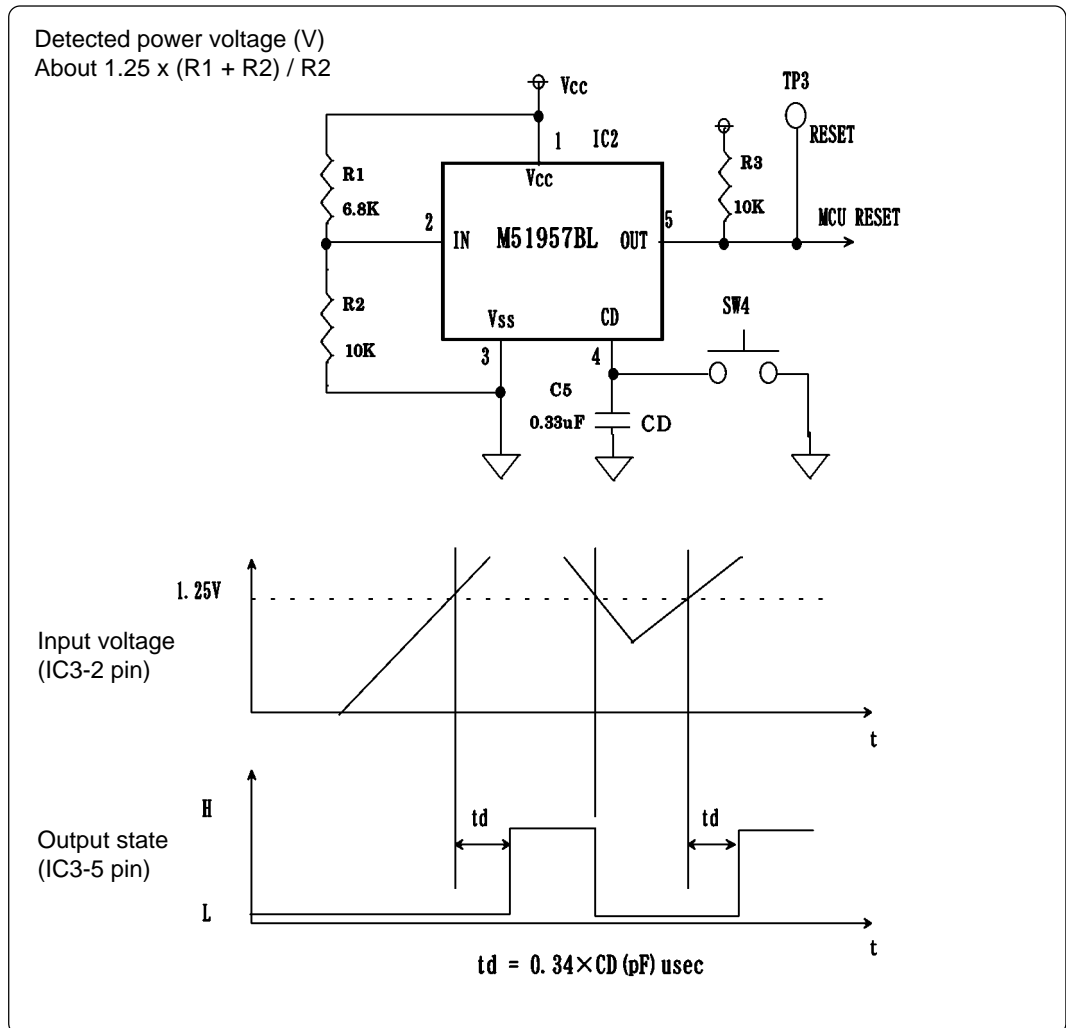 Detected power voltage (V)
About 1.25 x (R1 + R2) / R2
Vcc
TP3
1
IC2
RESET
R1
6.8K
Vcc
R3
10K
2
IN
M51957BL
OUT
5
MCU RESET
R2
10K
Vss
CD
SW4
3
4
C5
0.33uF
CD
1.25V
Input voltage
(IC3-2 pin)
t
H
td
td
Output state
(IC3-5 pin)
L
t
td = 0.34×CD(pF) usec